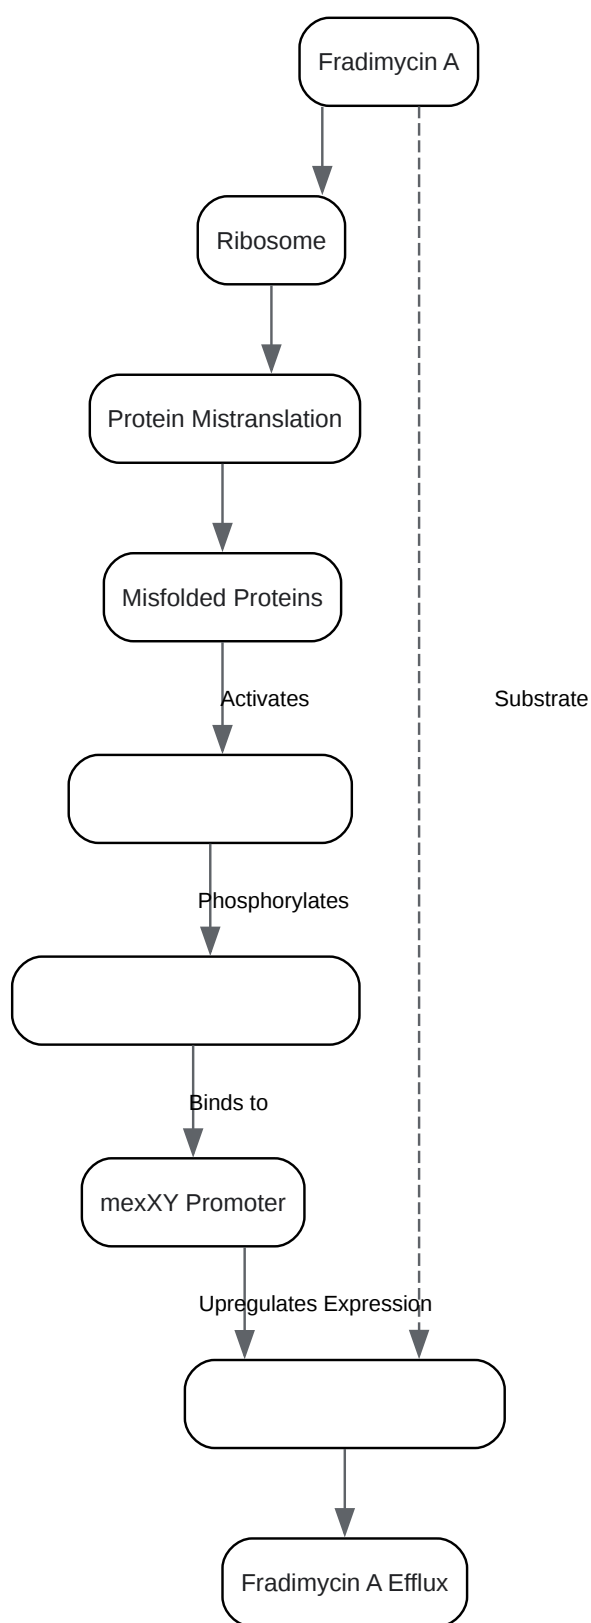 Fradimycin A
Ribosome
Protein Mistranslation
Misfolded Proteins
Activates
Substrate
Phosphorylates
Binds to
mexXY Promoter
Upregulates Expression
Fradimycin A Efflux